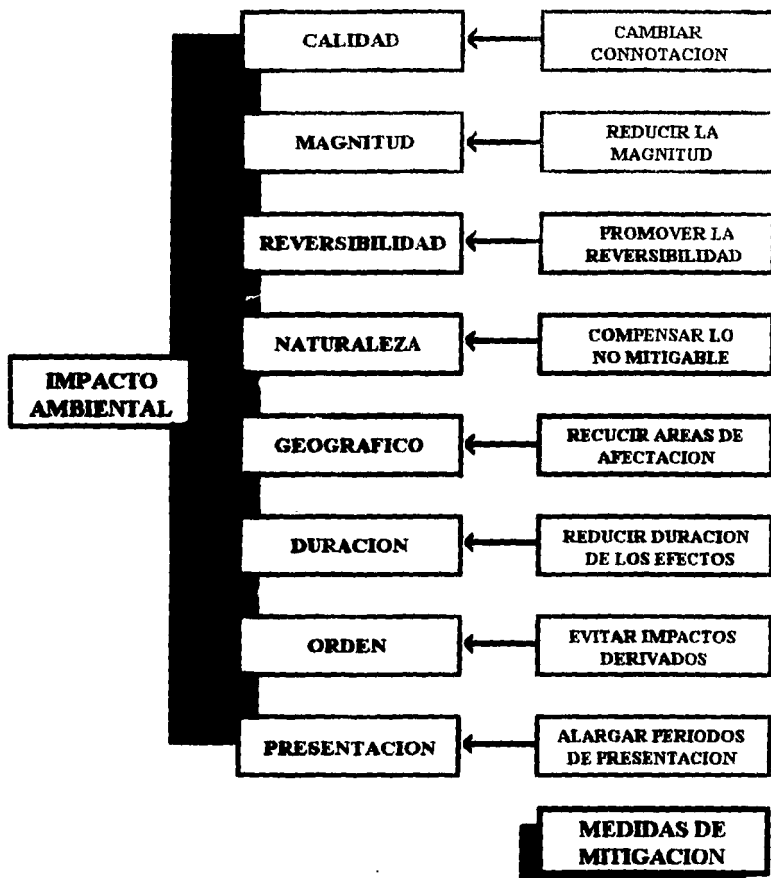 CALIDAD
CAMBIAR
CONNOTACION
MAGNITUD
REDUCIR LA
MAGNITUD
REVERSIBILIDAD
PROMOVER LA
REVERSIBILIDAD
NATURALEZA
COMPENSAR LO
NO MITIGABLE
IMPACTO
AMBIENTAL
GEOGRAFICO
RECUCIR AREAS DE
AFECTACION
DURACION
REDUCIR DURACION
DE LOS EFECTOS
ORDEN
EVITAR IMPACTOS
DERIVADOS
PRESENTACION
ALARGAR PERIODOS
DE PRESENTACION
MEDIDAS DE
MITIGACION